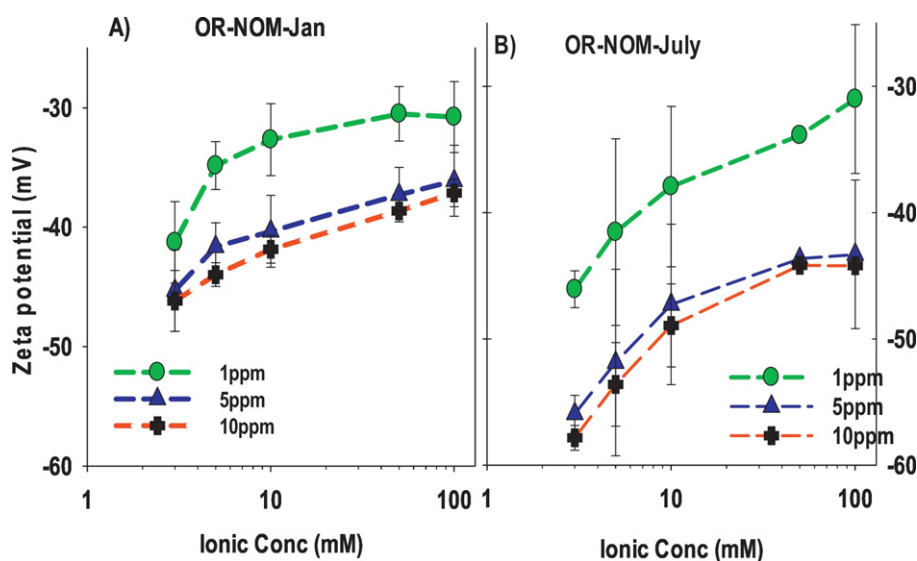 A) OR-NOM-Jan
B) OR-NOM-July
Zeta potential (mV)
-30
-40
-50
-60
1ppm
5ppm
10ppm
1
10
100
Ionic Conc (mM)
-30
-40
-50
-60
1ppm
5ppm
10ppm
1
10
100
Ionic Conc (mM)